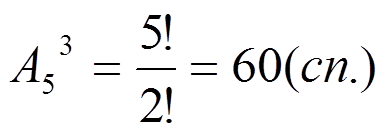 A₅³ = 5!/2! = 60(сп.)